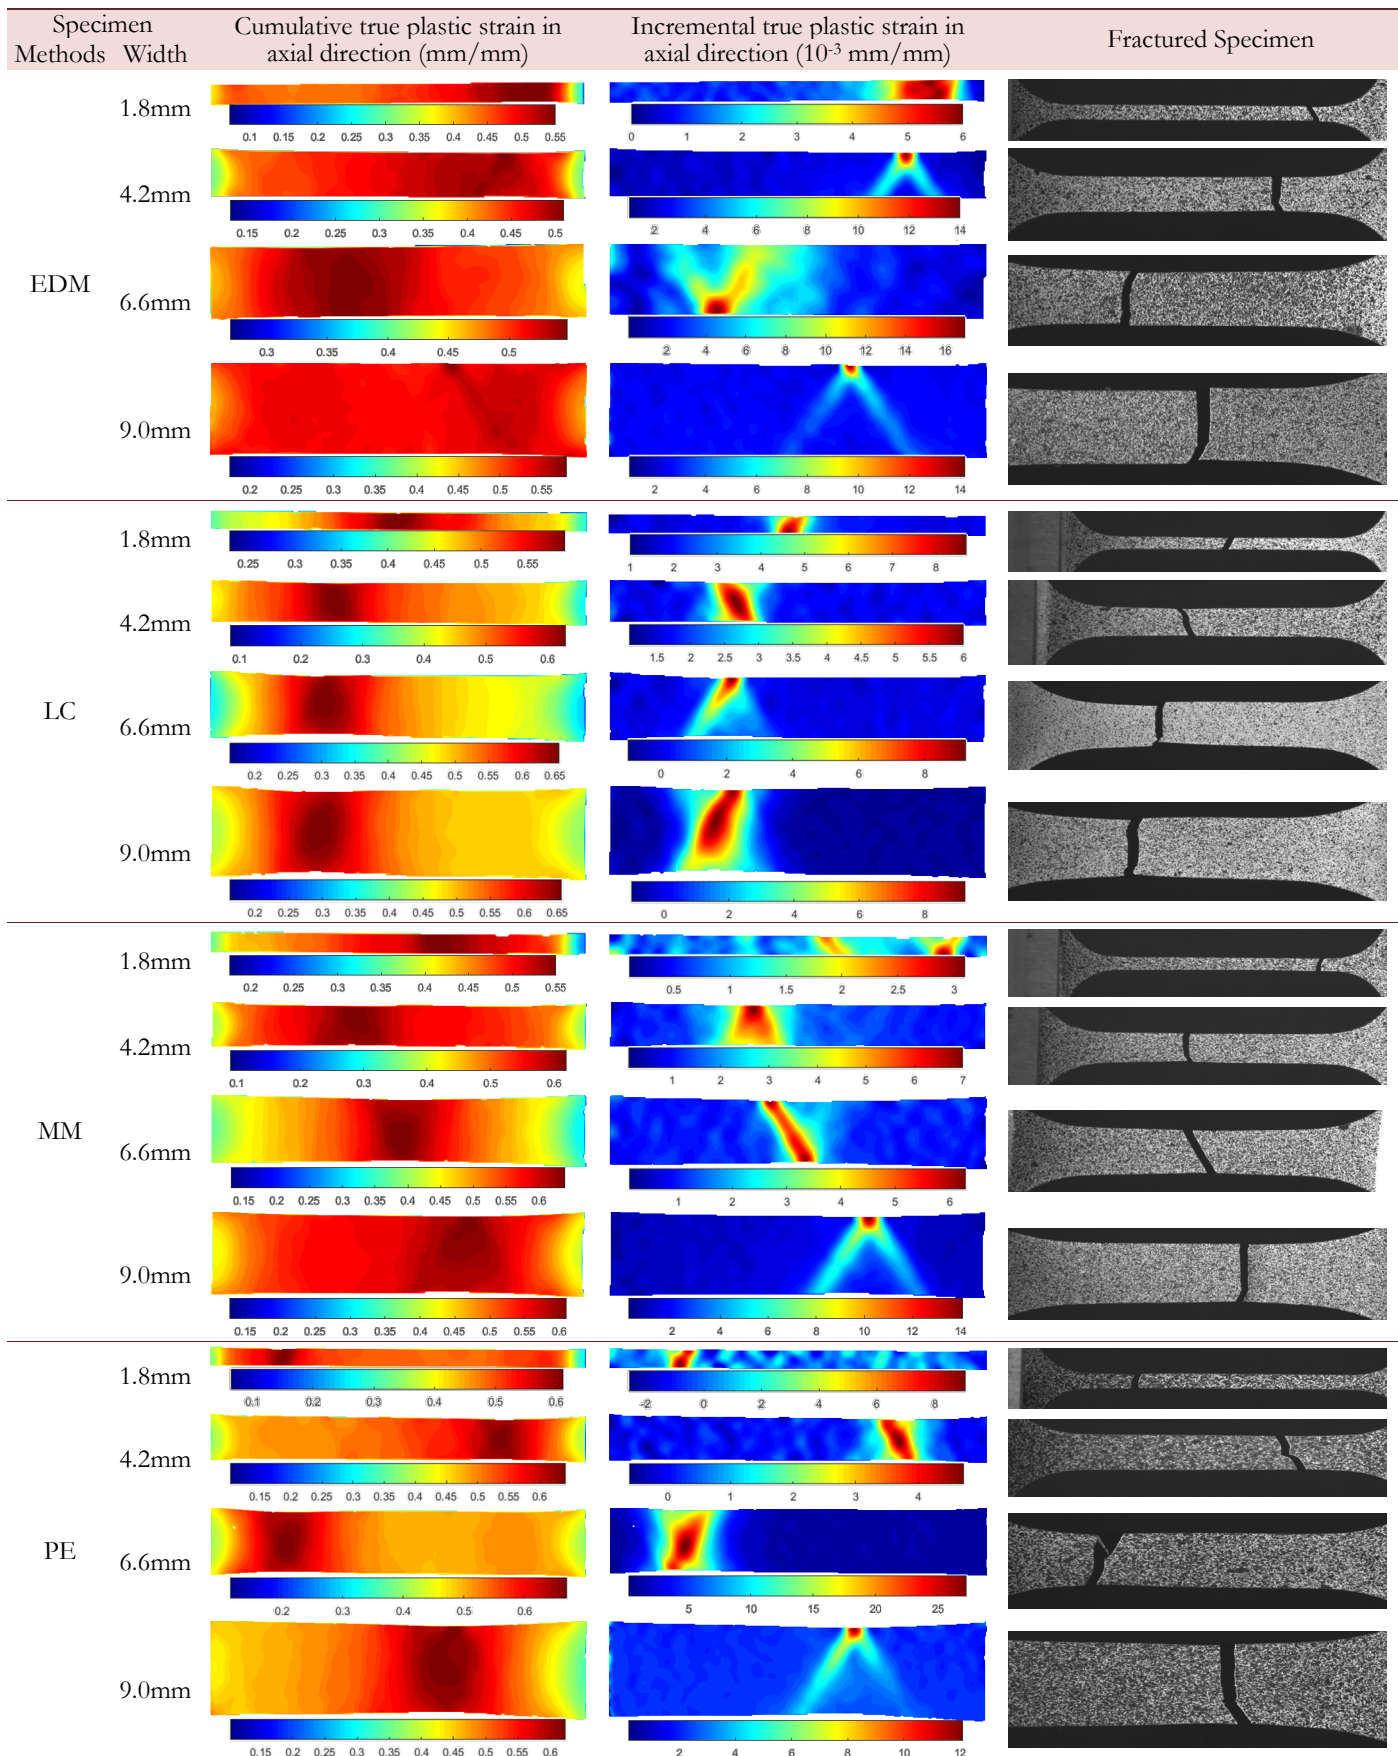 Specimen
Methods Width
Cumulative true plastic strain in
axial direction (mm/mm)
Incremental true plastic strain in
axial direction (10-3 mm/mm)
Fractured Specimen
EDM
1.8mm
0.1 0.15 0.2 0.25 0.3 0.35 0.4 0.45 0.5 0.55
0 1 2 3 4 5 6
4.2mm
0.15 0.2 0.25 0.3 0.35 0.4 0.45 0.5
2 4 6 8 10 12 14
6.6mm
0.3 0.35 0.4 0.45 0.5
2 4 6 8 10 12 14 16
9.0mm
0.2 0.25 0.3 0.35 0.4 0.45 0.5 0.55
2 4 6 8 10 12 14
LC
1.8mm
0.25 0.3 0.35 0.4 0.45 0.5 0.55
1 2 3 4 5 6 7 8
4.2mm
0.1 0.2 0.3 0.4 0.5 0.6
1.5 2 2.5 3 3.5 4 4.5 5 5.5 6
6.6mm
0.2 0.25 0.3 0.35 0.4 0.45 0.5 0.55 0.6 0.65
0 2 4 6 8
9.0mm
0.2 0.25 0.3 0.35 0.4 0.45 0.5 0.55 0.6 0.65
0 2 4 6 8
MM
1.8mm
0.2 0.25 0.3 0.35 0.4 0.45 0.5 0.55
0.5 1 1.5 2 2.5 3
4.2mm
0.1 0.2 0.3 0.4 0.5 0.6
1 2 3 4 5 6 7
6.6mm
0.15 0.2 0.25 0.3 0.35 0.4 0.45 0.5 0.55 0.6
1 2 3 4 5 6
9.0mm
0.15 0.2 0.25 0.3 0.35 0.4 0.45 0.5 0.55 0.6
2 4 6 8 10 12 14
PE
1.8mm
0.1 0.2 0.3 0.4 0.5 0.6
-2 0 2 4 6 8
4.2mm
0.15 0.2 0.25 0.3 0.35 0.4 0.45 0.5 0.55 0.6
0 1 2 3 4
6.6mm
0.2 0.3 0.4 0.5 0.6
5 10 15 20 25
9.0mm
0.15 0.2 0.25 0.3 0.35 0.4 0.45 0.5 0.55 0.6
2 4 6 8 10 12